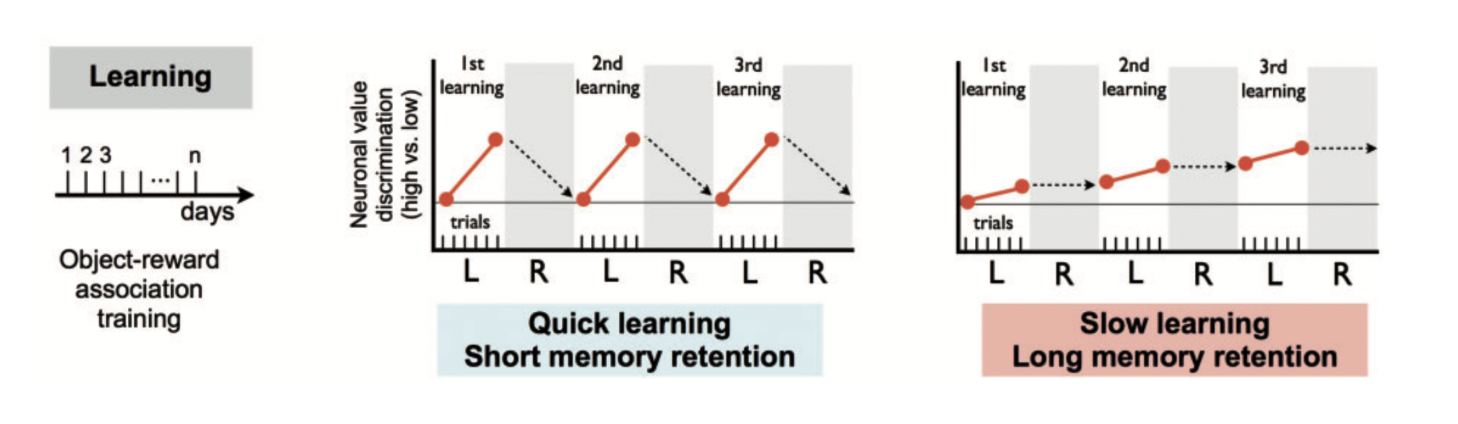 Learning
1 2 3 ... n
days
Object-reward
association
training
Neuronal value
discrimination
(high vs. low)
1st
learning
2nd
learning
3rd
learning
trials
L R L R L R
Quick learning
Short memory retention
1st
learning
2nd
learning
3rd
learning
trials
L R L R L R
Slow learning
Long memory retention